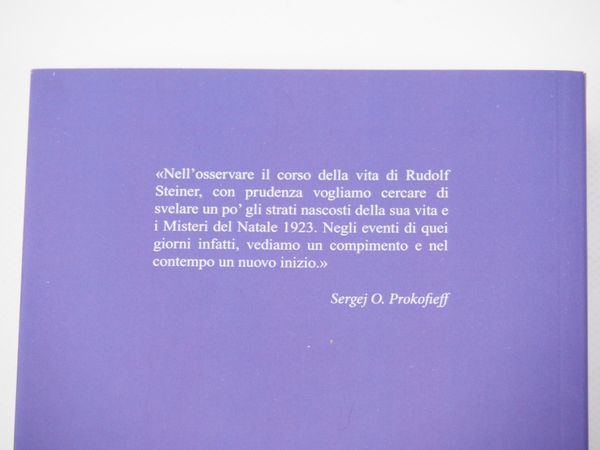 «Nell'osservare il corso della vita di Rudolf
Steiner, con prudenza vogliamo cercare di
svelare un po' gli strati nascosti della sua vita e
i Misteri del Natale 1923. Negli eventi di quei
giorni infatti, vediamo un compimento e nel
contempo un nuovo inizio.»
Sergej O. Prokofieff